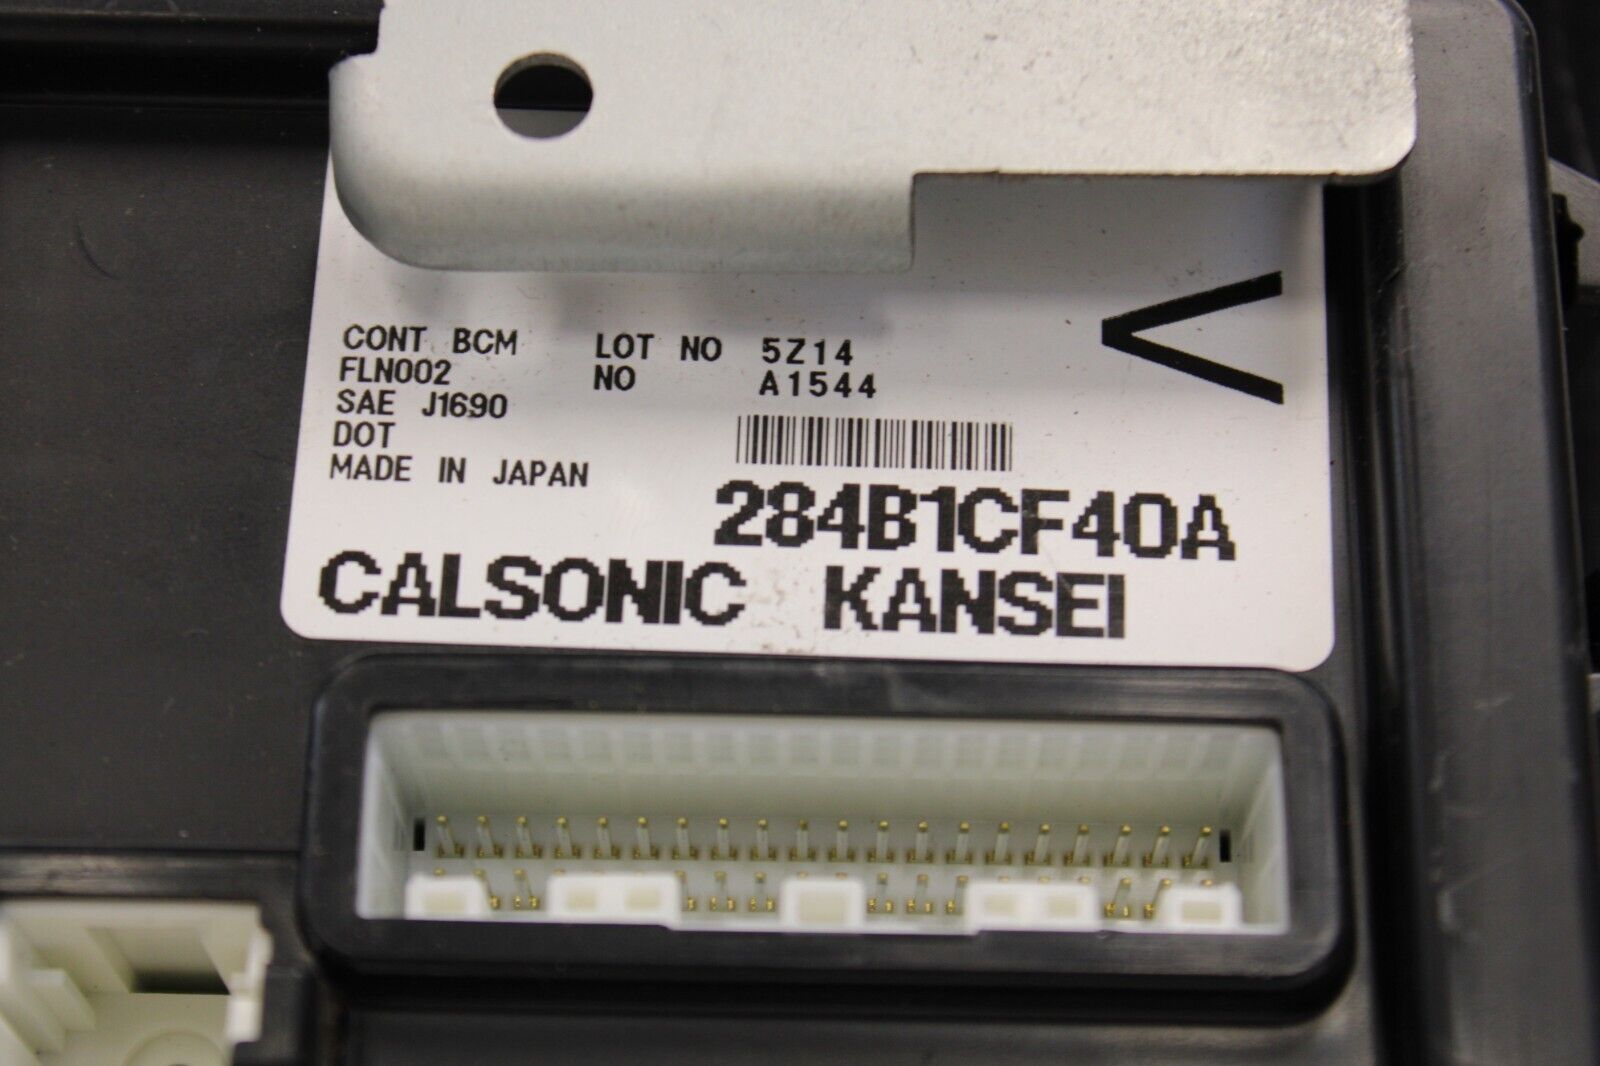 CONT BCM LOT NO 5Z14
FLN002 NO A1544
SAE J1690
DOT
MADE IN JAPAN
284B1CF40A
CALSONIC KANSEI
V